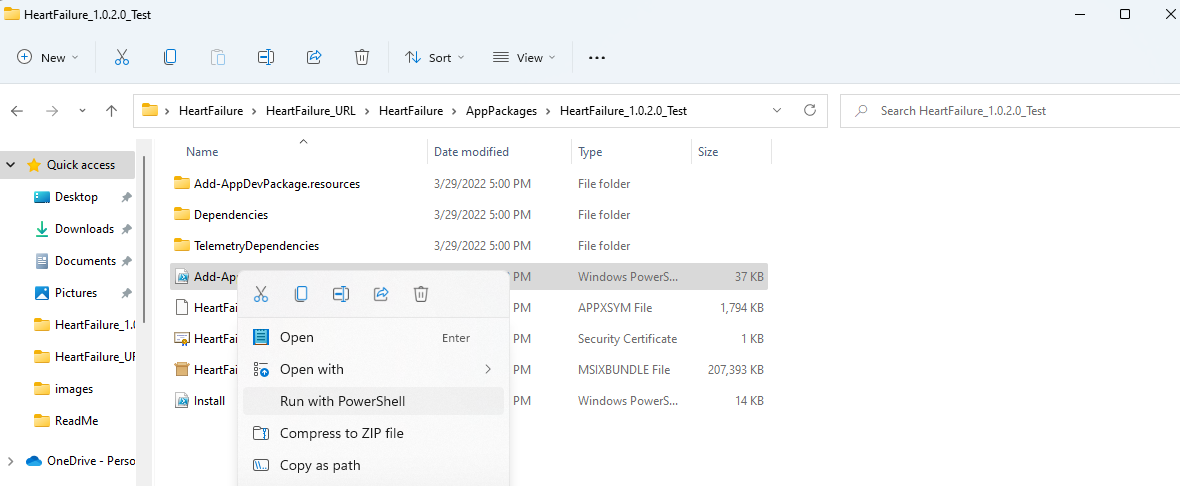 HeartFailure_1.0.2.0_Test
New Sort View
HeartFailure HeartFailure_URL HeartFailure AppPackages HeartFailure_1.0.2.0_Test Search HeartFailure_1.0.2.0_Test
Name Date modified Type Size
Quick access
Desktop
Downloads
Documents
Pictures
HeartFailure_1.0
HeartFailure_UR
images
ReadMe
OneDrive - Perso
Add-AppDevPackage.resources 3/29/2022 5:00 PM File folder
Dependencies 3/29/2022 5:00 PM File folder
TelemetryDependencies 3/29/2022 5:00 PM File folder
Add-Ap PM Windows PowerS... 37 KB
HeartFai PM APPXSYM File 1,794 KB
HeartFai PM Security Certificate 1 KB
HeartFai PM MSIXBUNDLE File 207,393 KB
Install PM Windows PowerS... 14 KB
Open Enter
Open with
Run with PowerShell
Compress to ZIP file
Copy as path